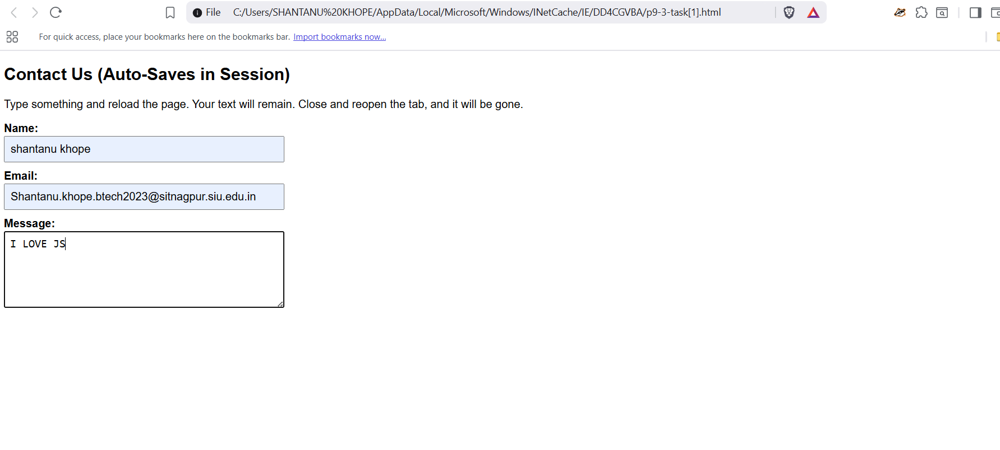 File C:/Users/SHANTANU%20KHOPE/AppData/Local/Microsoft/Windows/INetCache/IE/DD4CGVBA/p9-3-task[1].html
For quick access, place your bookmarks here on the bookmarks bar. Import bookmarks now...
Contact Us (Auto-Saves in Session)
Type something and reload the page. Your text will remain. Close and reopen the tab, and it will be gone.
Name:
shantanu khope
Email:
Shantanu.khope.btech2023@sitnagpur.siu.edu.in
Message:
I LOVE JS